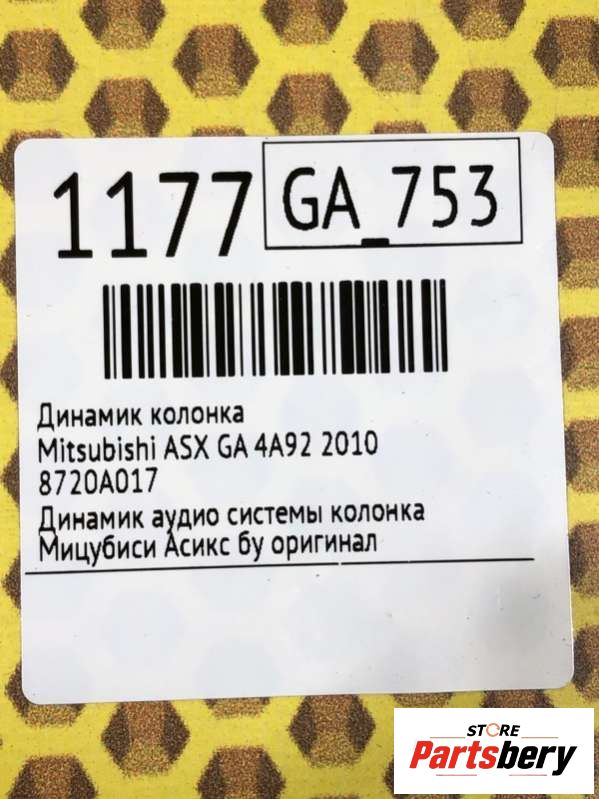 1177 GA_753
Динамик колонка
Mitsubishi ASX GA 4A92 2010
8720A017
Динамик аудио системы колонка
Мицубиси Асикс бу оригинал
STORE
Partsbery